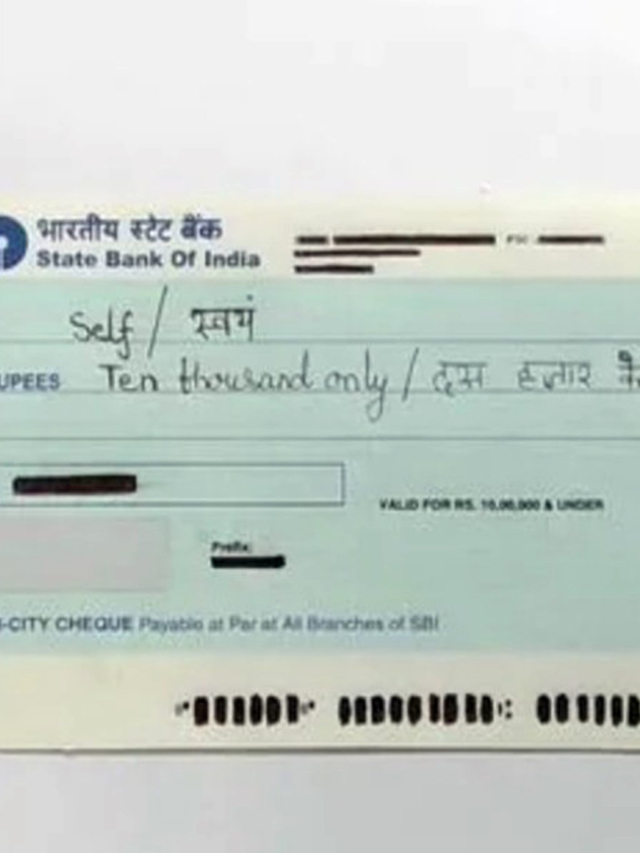 भारतीय स्टेट बैंक
State Bank Of India
Self / स्वयं
UPEES Ten thousand only / दस हजार
VALID FOR RS. 10,00,000 & UNDER
Prefix:
-CITY CHEQUE Payable at Par at All Branches of SBI